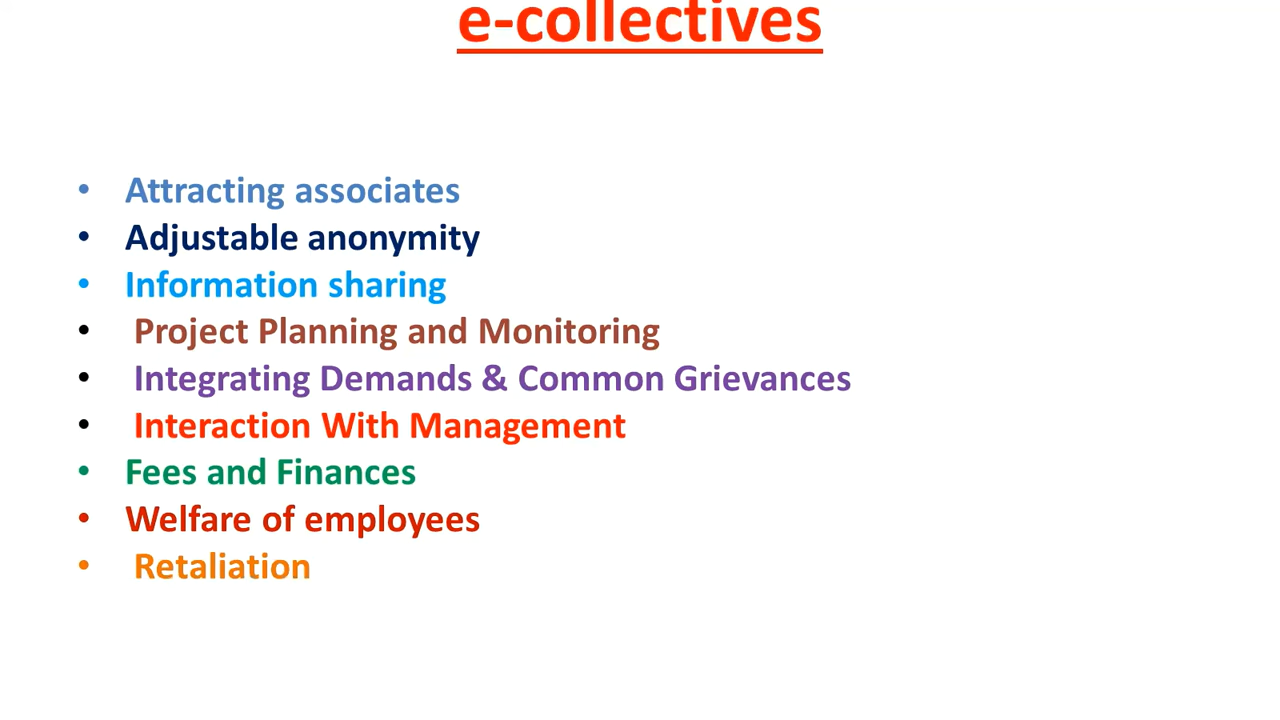 e-collectives
• Attracting associates
• Adjustable anonymity
• Information sharing
• Project Planning and Monitoring
• Integrating Demands & Common Grievances
• Interaction With Management
• Fees and Finances
• Welfare of employees
• Retaliation